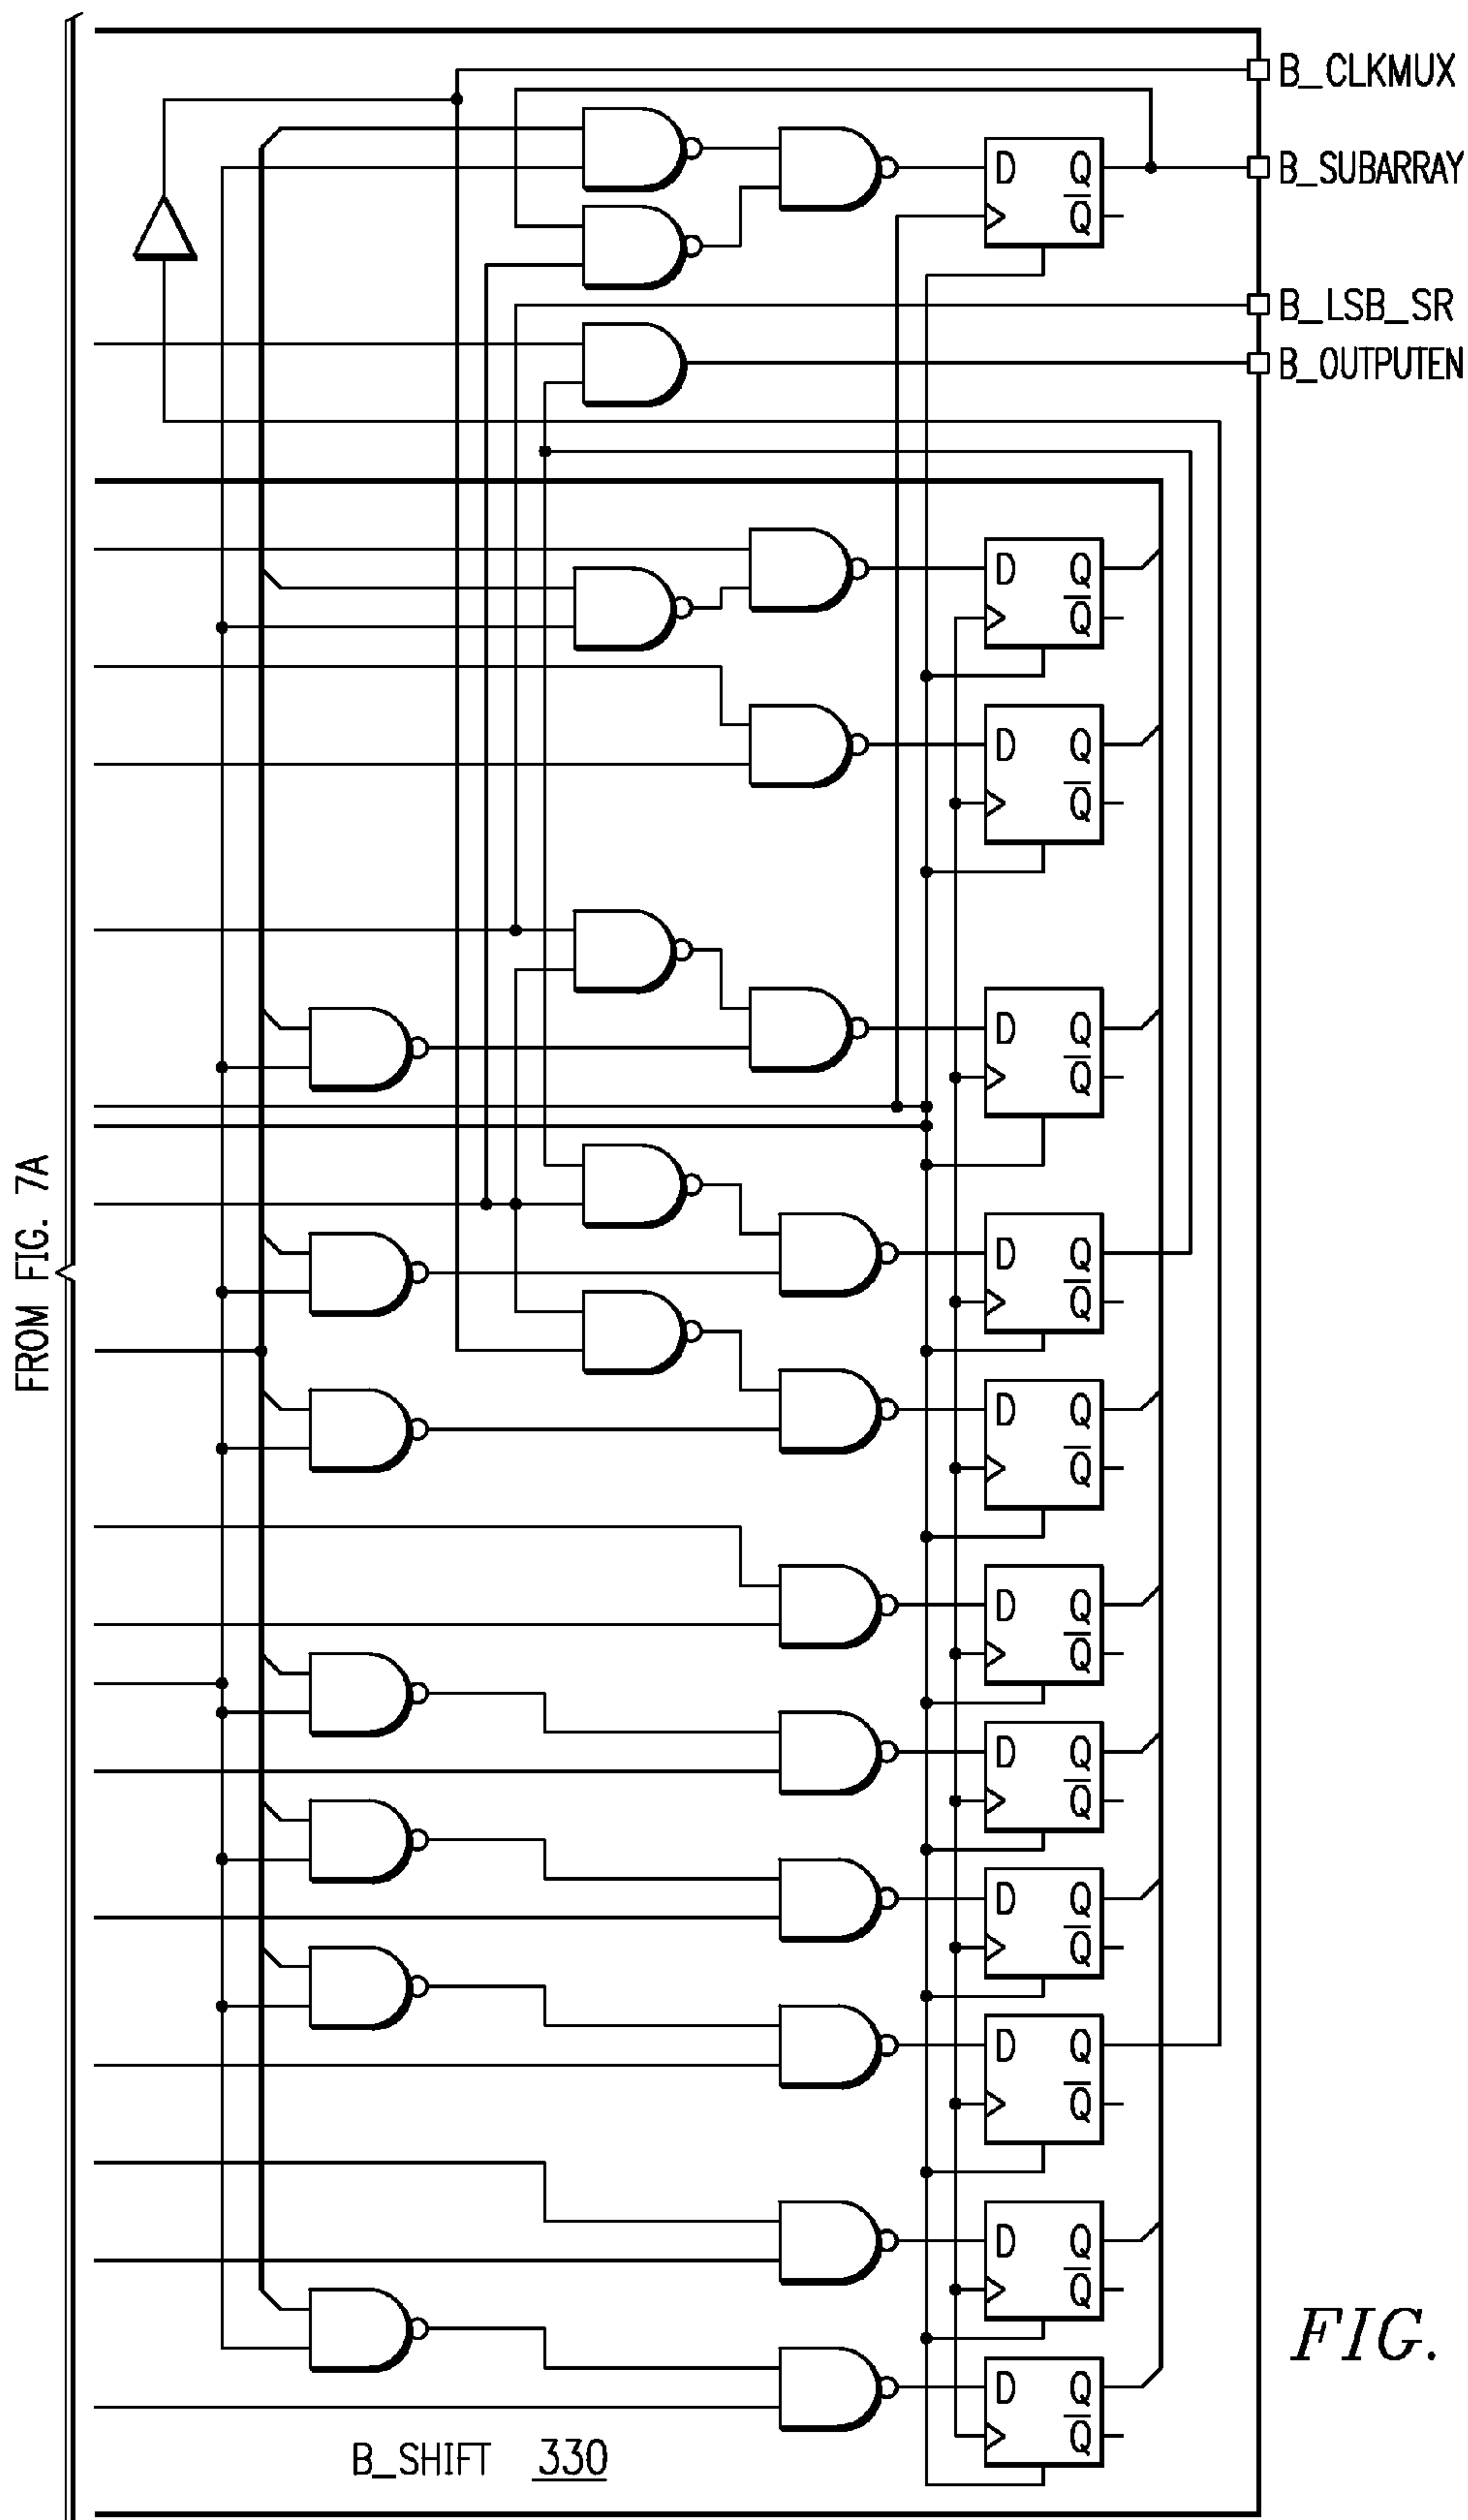 B_CLKMUX
B_SUBARRAY
D Q
Q̅
B_LSB_SR
B_OUTPUTEN
D Q
Q̅
D Q
Q̅
D Q
Q̅
FROM FIG. 7A
D Q
Q̅
D Q
Q̅
D Q
Q̅
D Q
Q̅
D Q
Q̅
D Q
Q̅
D Q
Q̅
D Q
Q̅
B_SHIFT 330
FIG.